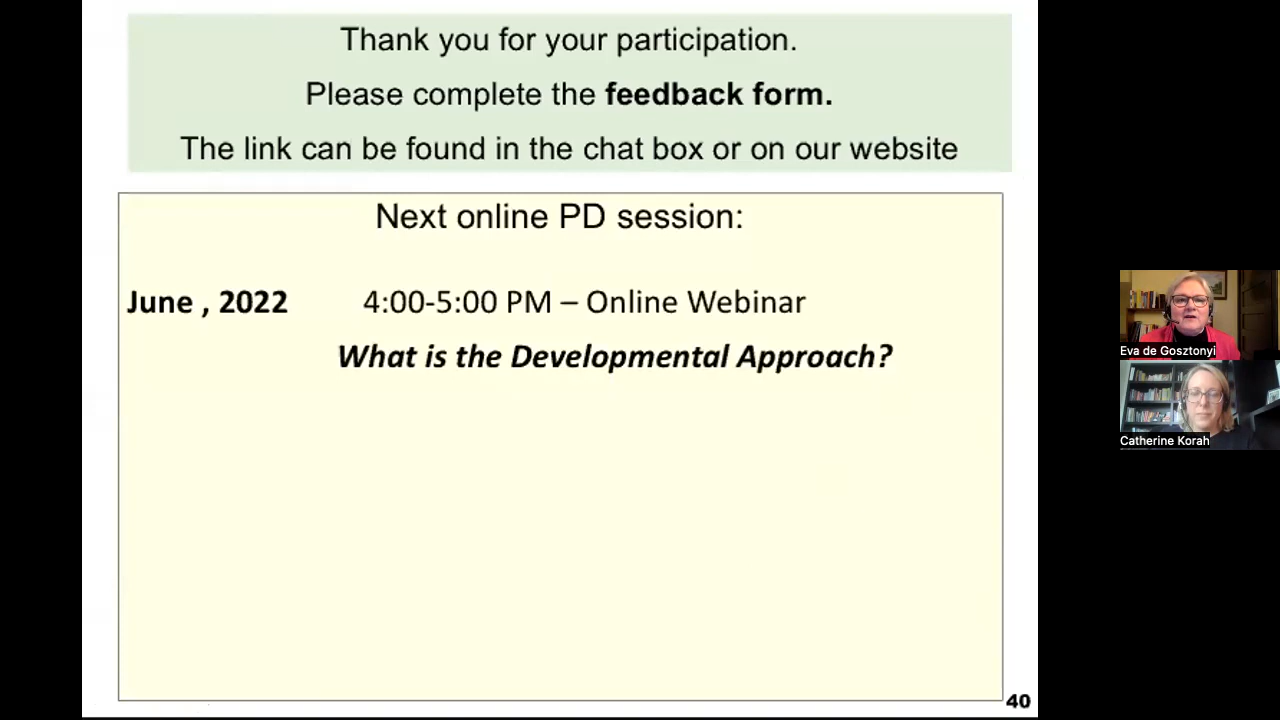 Thank you for your participation.
Please complete the feedback form.
The link can be found in the chat box or on our website
Next online PD session:
June , 2022 4:00-5:00 PM – Online Webinar
What is the Developmental Approach?
40
Eva de Gosztonyi
Catherine Korah